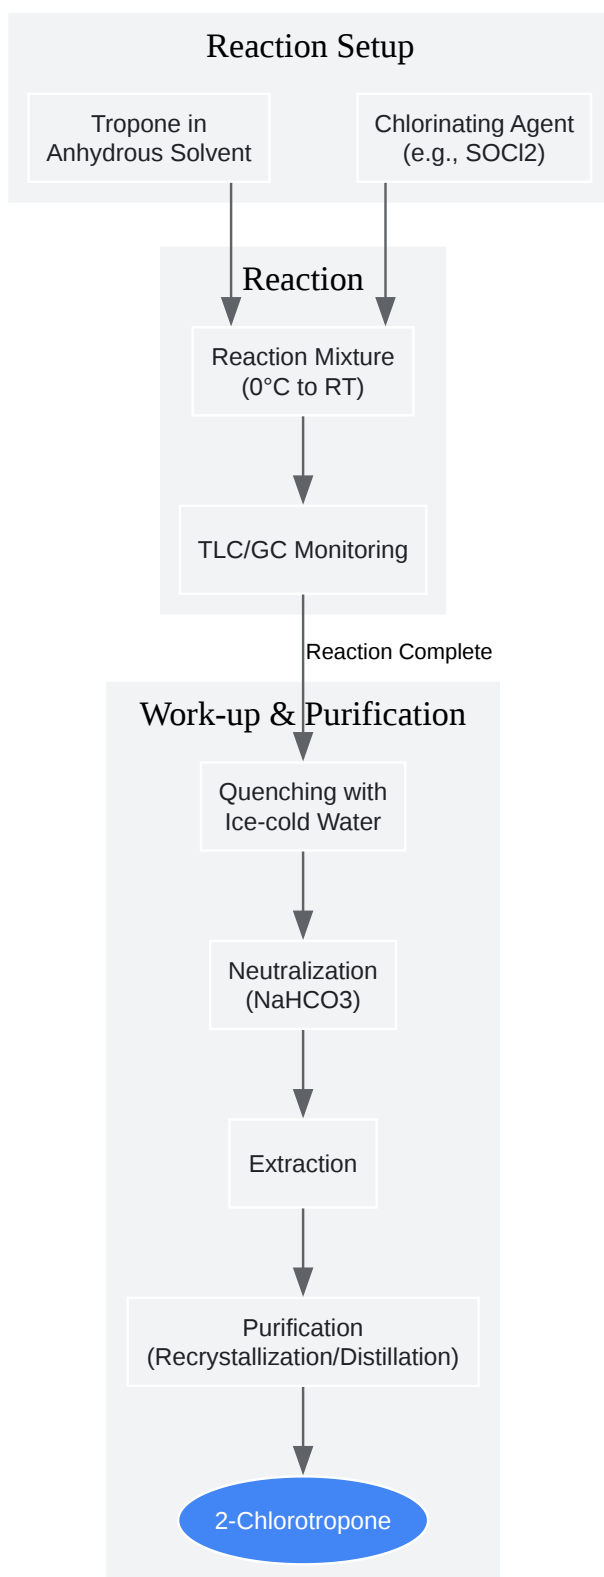 Reaction Setup
Tropone in
Anhydrous Solvent
Chlorinating Agent
(e.g., SOCl2)
Reaction
Reaction Mixture
(0°C to RT)
TLC/GC Monitoring
Reaction Complete
Work-up & Purification
Quenching with
Ice-cold Water
Neutralization
(NaHCO3)
Extraction
Purification
(Recrystallization/Distillation)
2-Chlorotropone